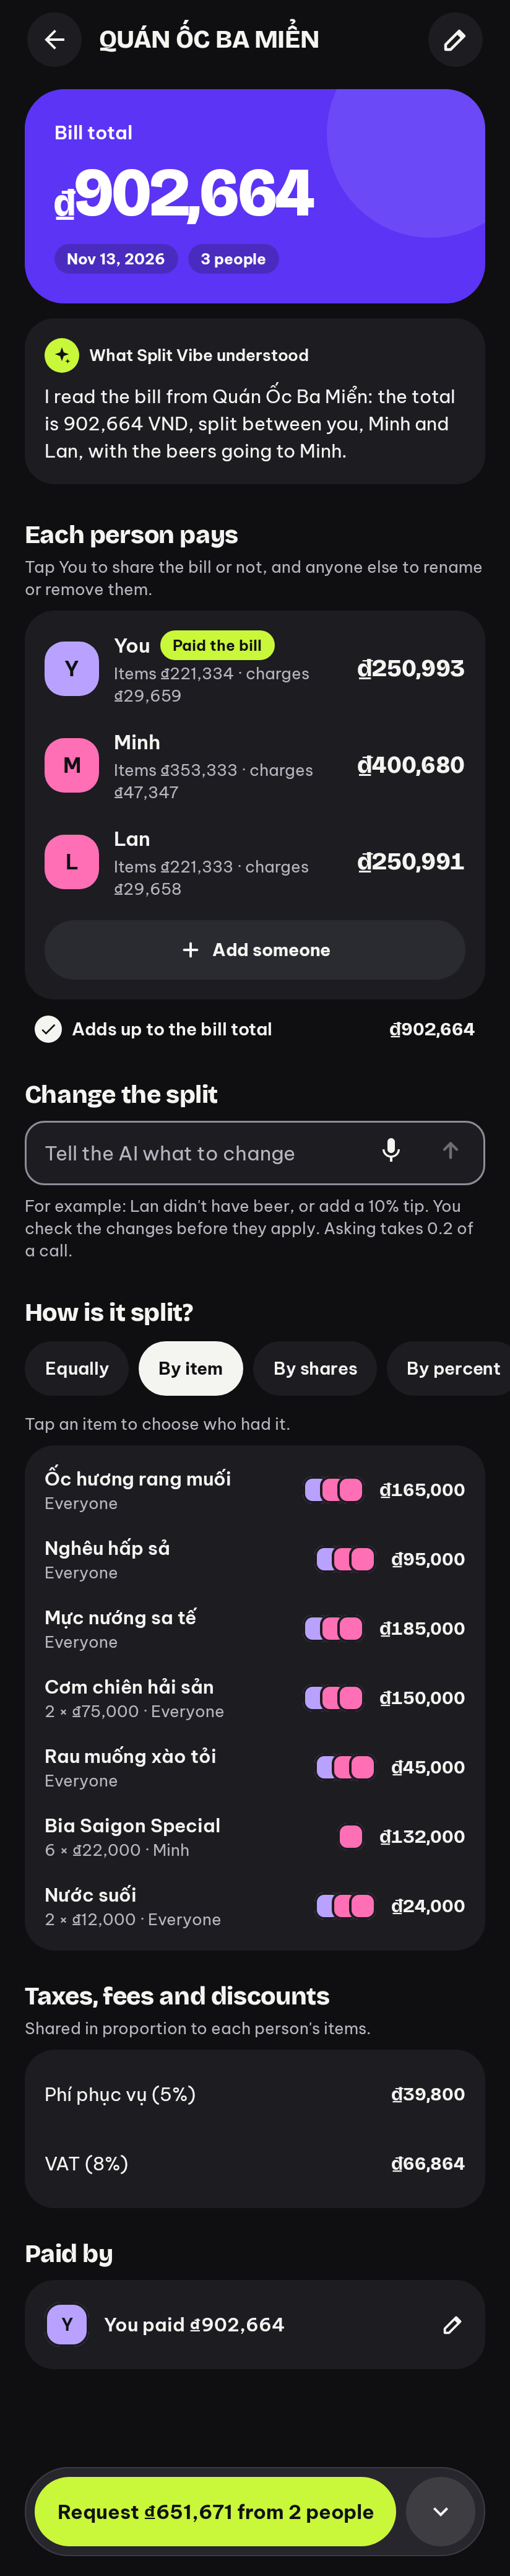 QUÁN ỐC BA MIỂN
Bill total
₫902,664
Nov 13, 2026
3 people
What Split Vibe understood
I read the bill from Quán Ốc Ba Miển: the total
is 902,664 VND, split between you, Minh and
Lan, with the beers going to Minh.
Each person pays
Tap You to share the bill or not, and anyone else to rename
or remove them.
Y
You
Paid the bill
Items ₫221,334 · charges
₫29,659
₫250,993
M
Minh
Items ₫353,333 · charges
₫47,347
₫400,680
L
Lan
Items ₫221,333 · charges
₫29,658
₫250,991
Add someone
Adds up to the bill total
₫902,664
Change the split
Tell the AI what to change
For example: Lan didn't have beer, or add a 10% tip. You
check the changes before they apply. Asking takes 0.2 of
a call.
How is it split?
Equally
By item
By shares
By percent
Tap an item to choose who had it.
Ốc hương rang muối
Everyone
₫165,000
Nghêu hấp sả
Everyone
₫95,000
Mực nướng sa tế
Everyone
₫185,000
Cơm chiên hải sản
2 × ₫75,000 · Everyone
₫150,000
Rau muống xào tỏi
Everyone
₫45,000
Bia Saigon Special
6 × ₫22,000 · Minh
₫132,000
Nước suối
2 × ₫12,000 · Everyone
₫24,000
Taxes, fees and discounts
Shared in proportion to each person's items.
Phí phục vụ (5%)
₫39,800
VAT (8%)
₫66,864
Paid by
Y
You paid ₫902,664
Request ₫651,671 from 2 people